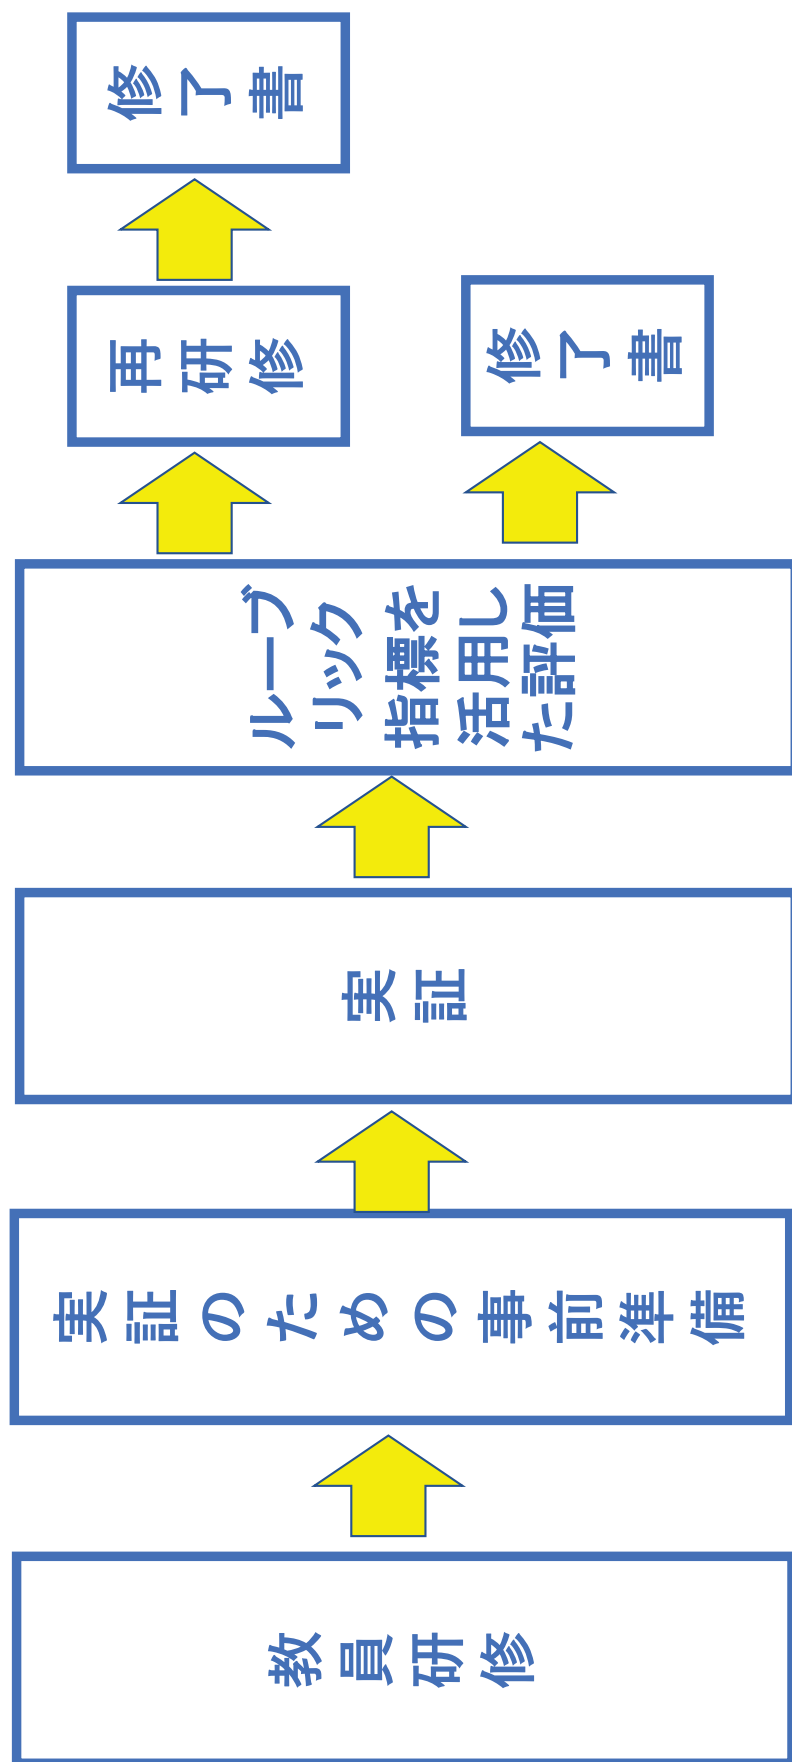 教員研修
実証のための事前準備
実証
ルーブ
リック
指標を
活用し
た評価
再研修
修了書
修了書